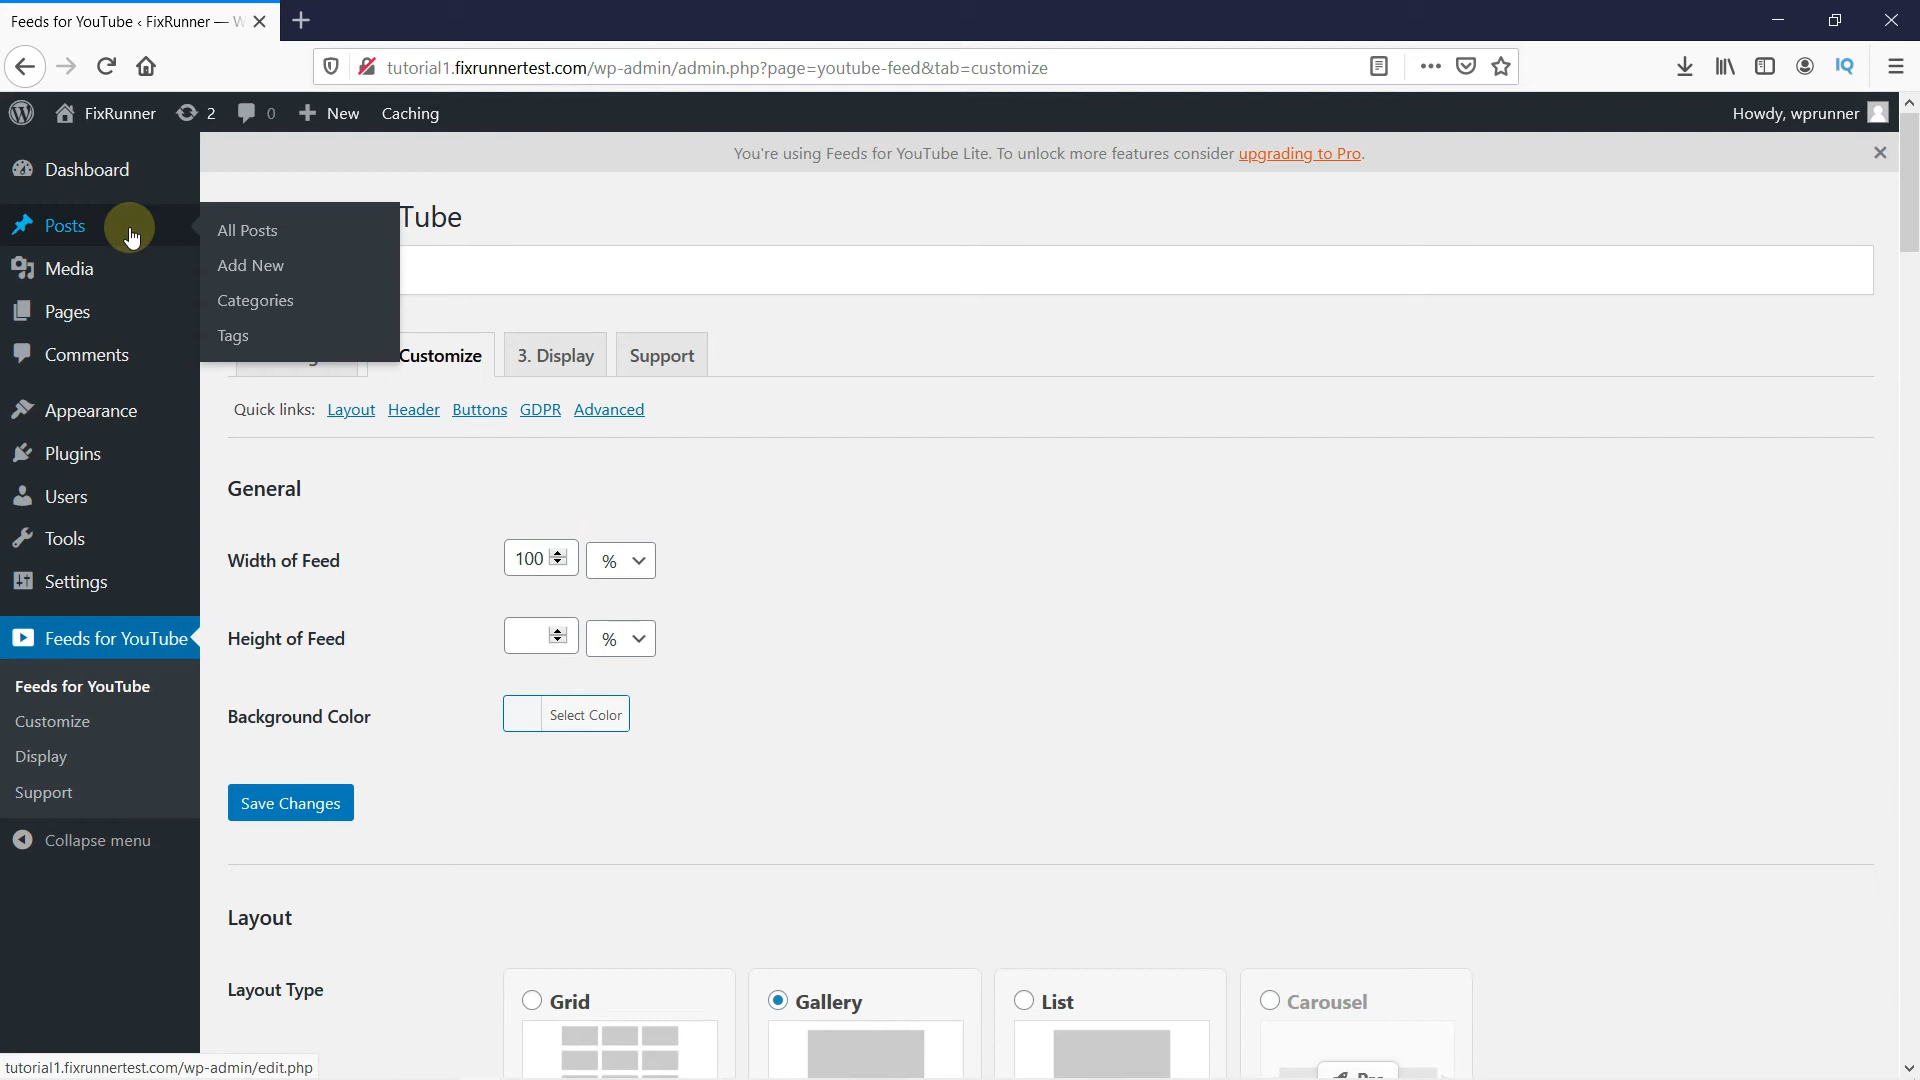 Feeds for YouTube ‹ FixRunner — W
tutorial1.fixrunnertest.com/wp-admin/admin.php?page=youtube-feed&tab=customize
IQ
FixRunner 2 0 New Caching
Howdy, wprunner
You're using Feeds for YouTube Lite. To unlock more features consider upgrading to Pro.
Dashboard
Posts
Media
Pages
Comments
Appearance
Plugins
Users
Tools
Settings
Feeds for YouTube
Feeds for YouTube
Customize
Display
Support
Collapse menu
All Posts
Add New
Categories
Tags
Tube
Customize
3. Display
Support
Quick links: Layout Header Buttons GDPR Advanced
General
Width of Feed 100 %
Height of Feed %
Background Color Select Color
Save Changes
Layout
Layout Type
Grid
Gallery
List
Carousel
Pro
tutorial1.fixrunnertest.com/wp-admin/edit.php